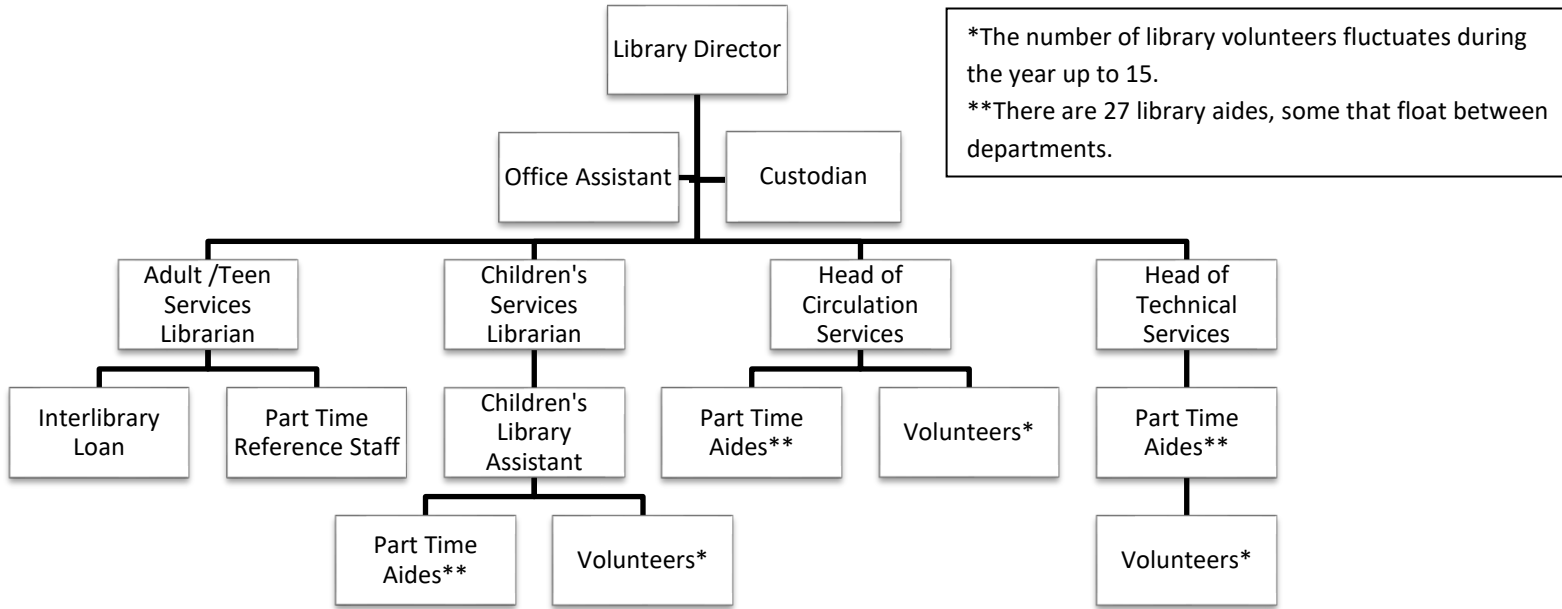 Library Director
*The number of library volunteers fluctuates during
the year up to 15.
**There are 27 library aides, some that float between
departments.
Office Assistant
Custodian
Adult /Teen
Services
Librarian
Children's
Services
Librarian
Head of
Circulation
Services
Head of
Technical
Services
Interlibrary
Loan
Part Time
Reference Staff
Children's
Library
Assistant
Part Time
Aides**
Volunteers*
Part Time
Aides**
Part Time
Aides**
Volunteers*
Volunteers*